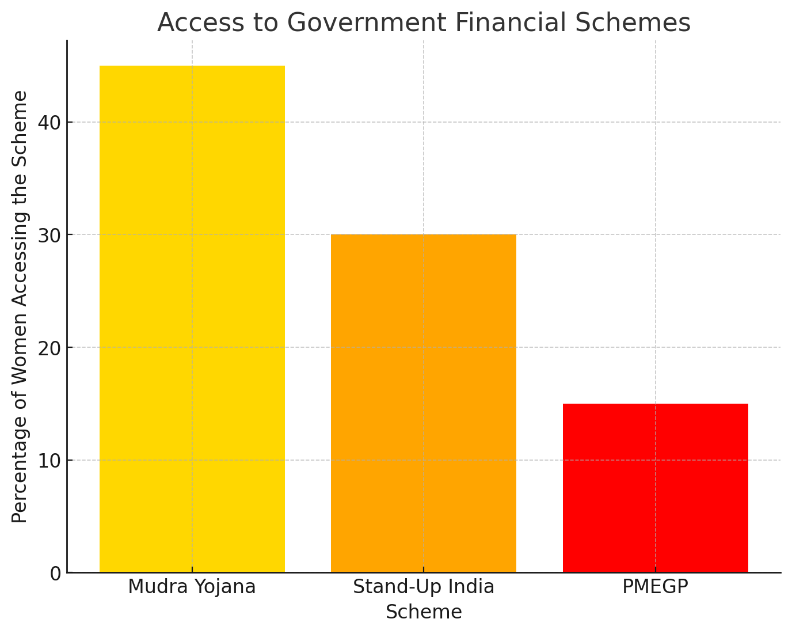 Access to Government Financial Schemes
Percentage of Women Accessing the Scheme
40
30
20
10
0
Mudra Yojana Stand-Up India PMEGP
Scheme